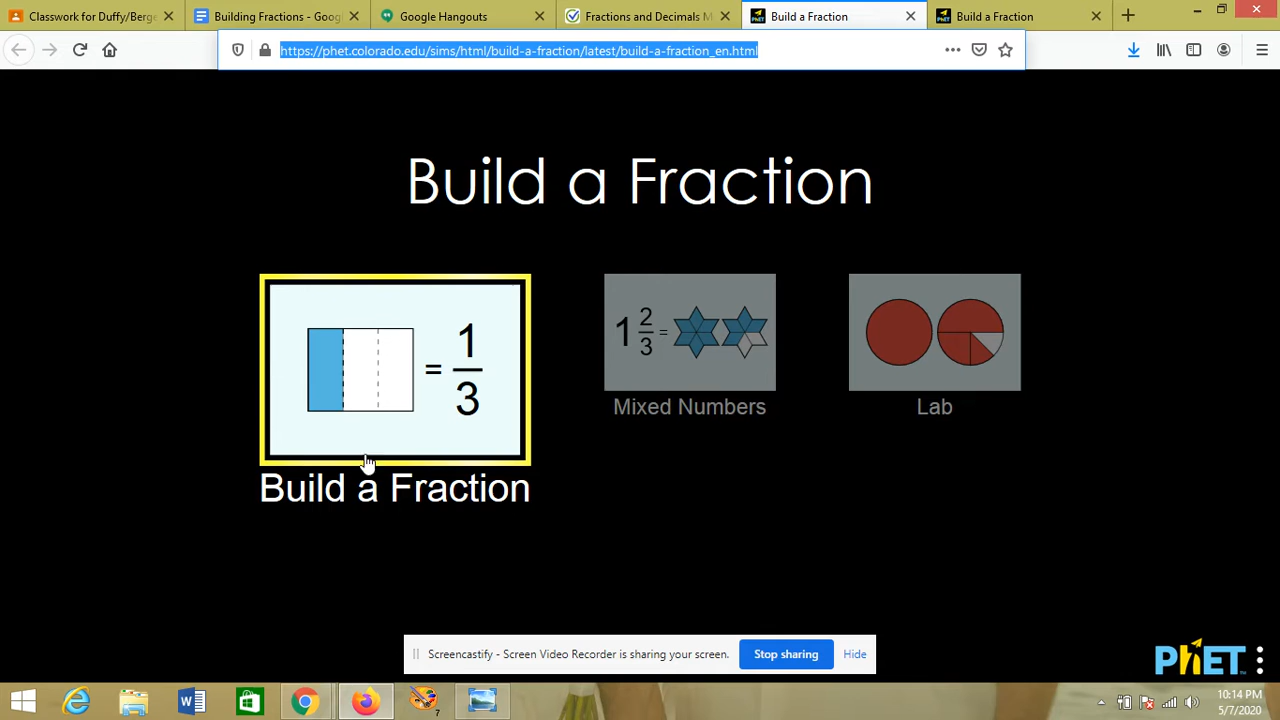 Classwork for Duffy/Berge
Building Fractions - Goog
Google Hangouts
Fractions and Decimals M
Build a Fraction
Build a Fraction
https://phet.colorado.edu/sims/html/build-a-fraction/latest/build-a-fraction_en.html
Build a Fraction
= 1/3
Build a Fraction
1 2/3 =
Mixed Numbers
Lab
Screencastify - Screen Video Recorder is sharing your screen.
Stop sharing
Hide
PhET
7
10:14 PM
5/7/2020